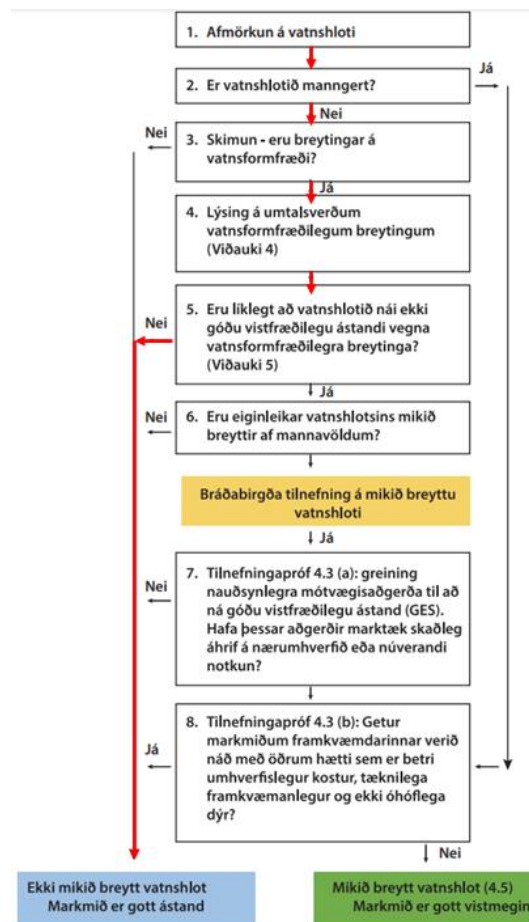 1. Afmörkun á vatnshloti
Já
2. Er vatnshlotið manngert?
Nei
Nei
3. Skimun - eru breytingar á
vatnsformfræði?
Já
4. Lýsing á umtalsverðum
vatnsformfræðilegum breytingum
(Viðauki 4)
Nei
5. Eru líklegt að vatnshlotið nái ekki
góðu vistfræðilegu ástandi vegna
vatnsformfræðilegra breytinga?
(Viðauki 5)
Já
Nei
6. Eru eiginleikar vatnshlotsins mikið
breyttir af mannavöldum?
Bráðabirgða tilnefning á mikið breyttu
vatnshloti
Já
Nei
7. Tilnefningapróf 4.3 (a): greining
nauðsynlegra mótvægisaðgerða til að
ná góðu vistfræðilegu ástand (GES).
Hafa þessar aðgerðir marktæk skaðleg
áhrif á nærumhverfið eða núverandi
notkun?
Já
8. Tilnefningapróf 4.3 (b): Getur
markmiðum framkvæmdarinnar verið
náð með öðrum hætti sem er betri
umhverfislegur kostur, tæknilega
framkvæmanlegur og ekki óhóflega
dýr?
Nei
Ekki mikið breytt vatnshlot
Markmið er gott ástand
Mikið breytt vatnshlot (4.5)
Markmið er gott vistmegin